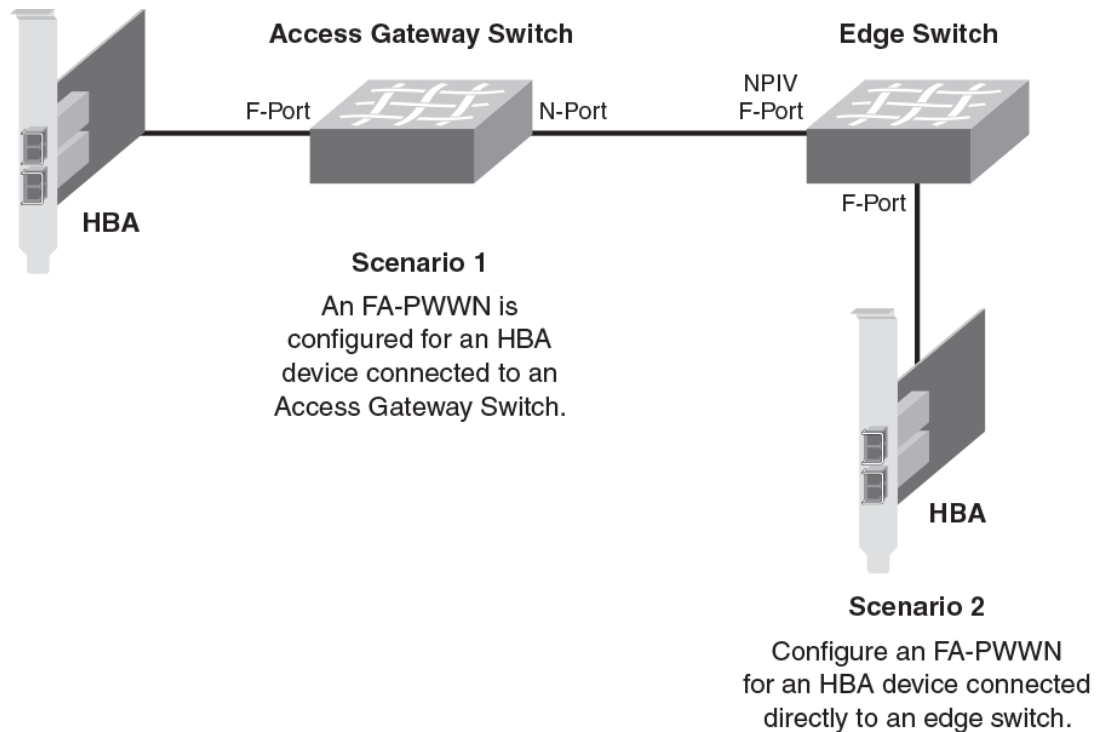 Access Gateway Switch
Edge Switch
F-Port
N-Port
NPIV
F-Port
F-Port
HBA
Scenario 1
An FA-PWWN is
configured for an HBA
device connected to an
Access Gateway Switch.
HBA
Scenario 2
Configure an FA-PWWN
for an HBA device connected
directly to an edge switch.